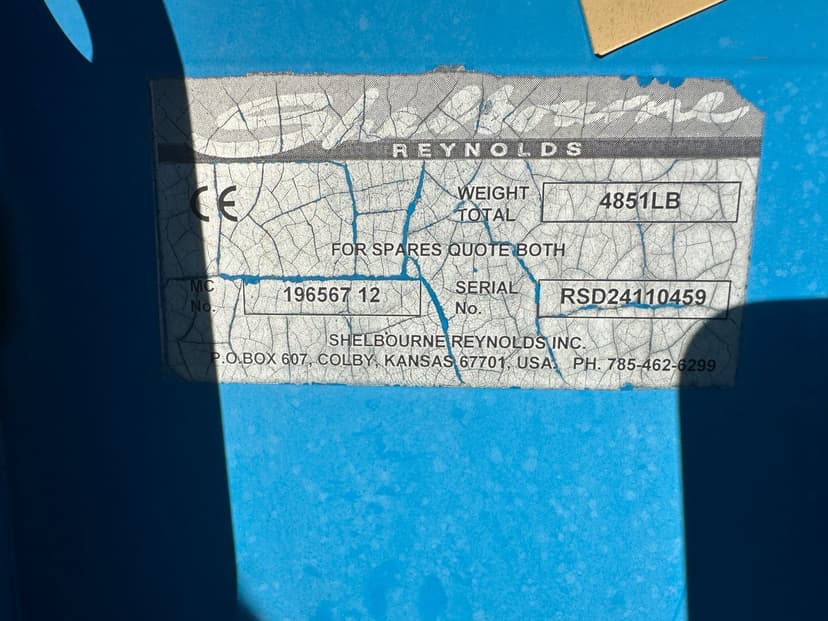 Shelbourne
REYNOLDS
CE
WEIGHT TOTAL 4851LB
FOR SPARES QUOTE BOTH
MC No. 196567 12 SERIAL No. RSD24110459
SHELBOURNE REYNOLDS INC.
P.O.BOX 607, COLBY, KANSAS 67701, USA. PH. 785-462-6299